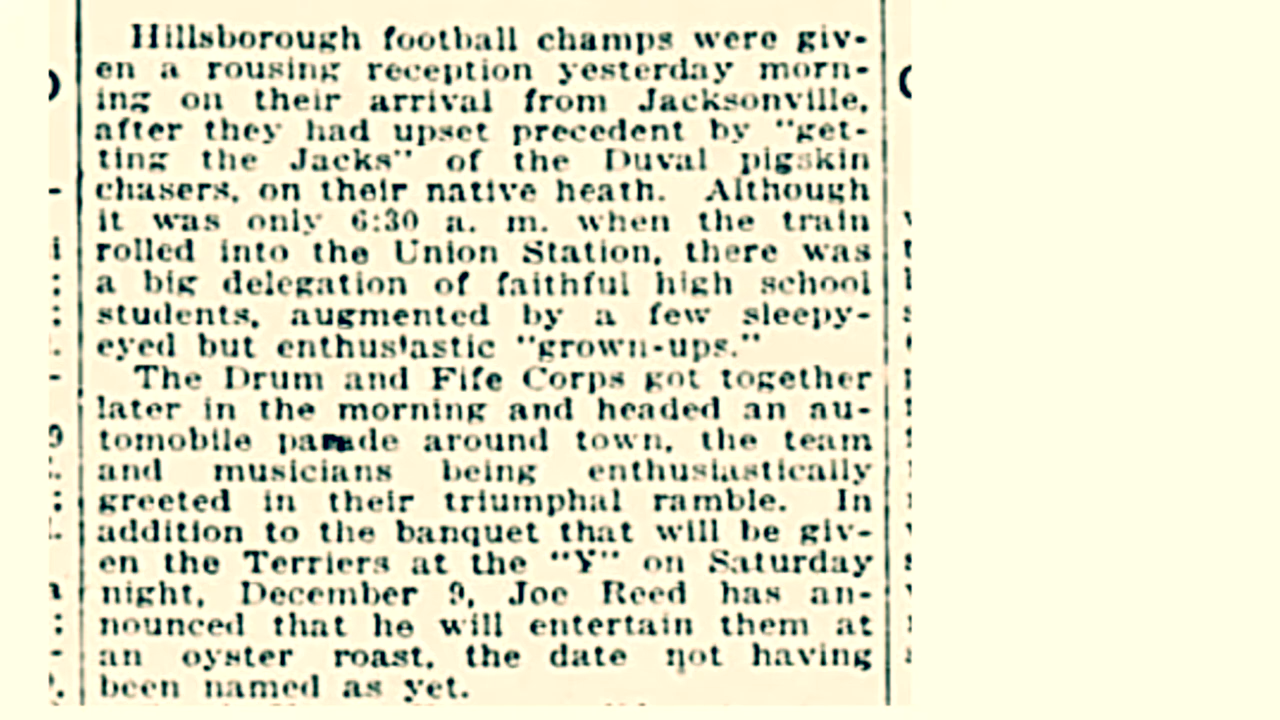 Hillsborough football champs were giv-
en a rousing reception yesterday morn-
ing on their arrival from Jacksonville,
after they had upset precedent by "get-
ting the Jacks" of the Duval pigskin
chasers, on their native heath. Although
it was only 6:30 a. m. when the train
rolled into the Union Station, there was
a big delegation of faithful high school
students, augmented by a few sleepy-
eyed but enthusiastic "grown-ups."
The Drum and Fife Corps got together
later in the morning and headed an au-
tomobile parade around town, the team
and musicians being enthusiastically
greeted in their triumphal ramble. In
addition to the banquet that will be giv-
en the Terriers at the "Y" on Saturday
night, December 9, Joe Reed has an-
nounced that he will entertain them at
an oyster roast, the date not having
been named as yet.